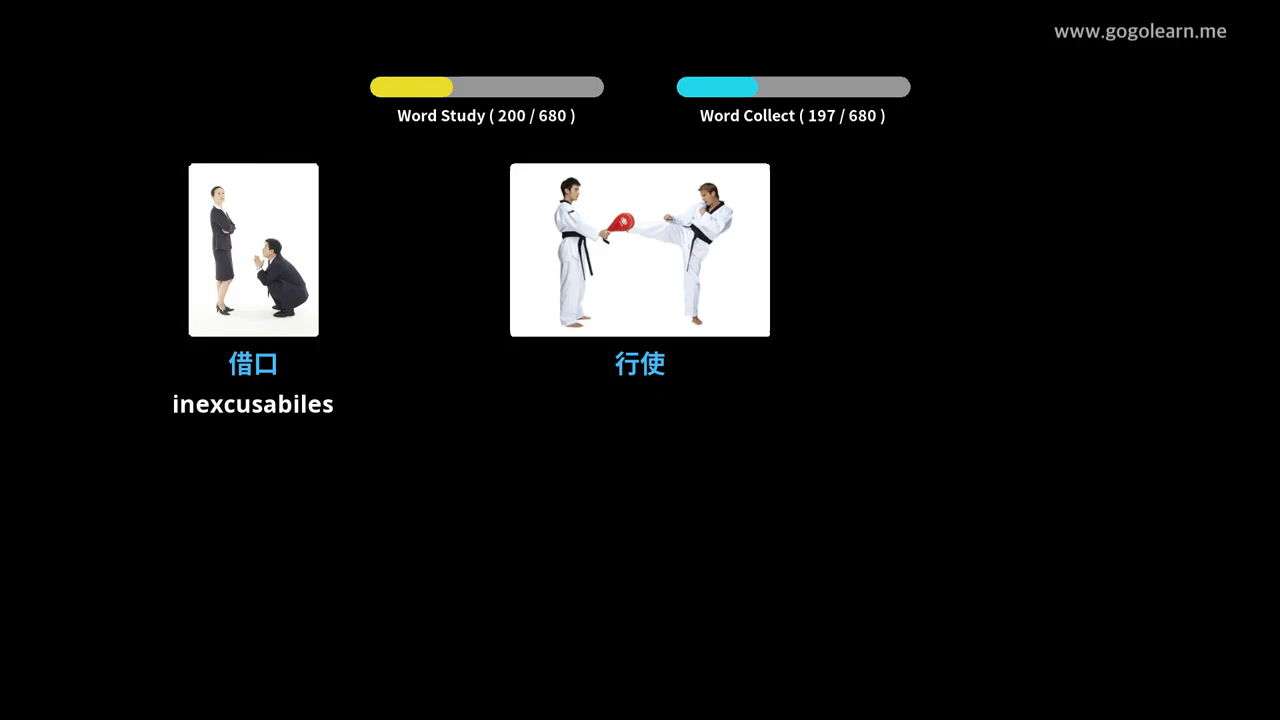 www.gogolearn.me
Word Study ( 200 / 680 )
Word Collect ( 197 / 680 )
借口
行使
inexcusabiles